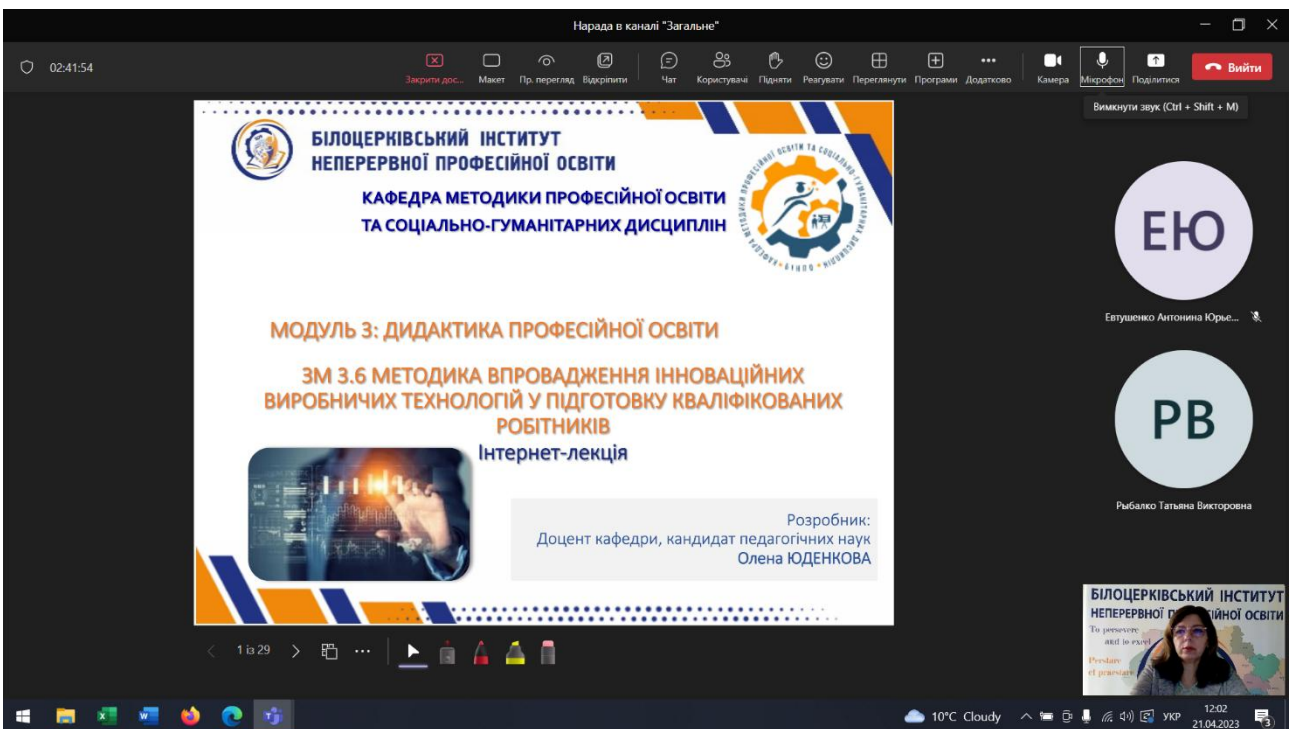 Нарада в каналі "Загальне"
02:41:54
Закрити дос...
Макет
Пр. перегляд
Відкріпити
Чат
Користувачі
Підняти
Реагувати
Переглянути
Програми
Додатково
Камера
Мікрофон
Поділитися
Вийти
Вимкнути звук (Ctrl + Shift + M)
БІЛОЦЕРКІВСЬКИЙ ІНСТИТУТ
НЕПЕРЕРВНОЇ ПРОФЕСІЙНОЇ ОСВІТИ
КАФЕДРА МЕТОДИКИ ПРОФЕСІЙНОЇ ОСВІТИ
ТА СОЦІАЛЬНО-ГУМАНІТАРНИХ ДИСЦИПЛІН
МОДУЛЬ 3: ДИДАКТИКА ПРОФЕСІЙНОЇ ОСВІТИ
ЗМ 3.6 МЕТОДИКА ВПРОВАДЖЕННЯ ІННОВАЦІЙНИХ
ВИРОБНИЧИХ ТЕХНОЛОГІЙ У ПІДГОТОВКУ КВАЛІФІКОВАНИХ
РОБІТНИКІВ
Інтернет-лекція
Розробник:
Доцент кафедри, кандидат педагогічних наук
Олена ЮДЕНКОВА
ЕЮ
Евтушенко Антонина Юрье...
РВ
Рыбалко Татьяна Викторовна
БІЛОЦЕРКІВСЬКИЙ ІНСТИТУТ
НЕПЕРЕРВНОЇ ОСВІТИ
To persevere
and to excel
Perstare
et praestare
1 із 29
10°C Cloudy
УКР
12:02
21.04.2023